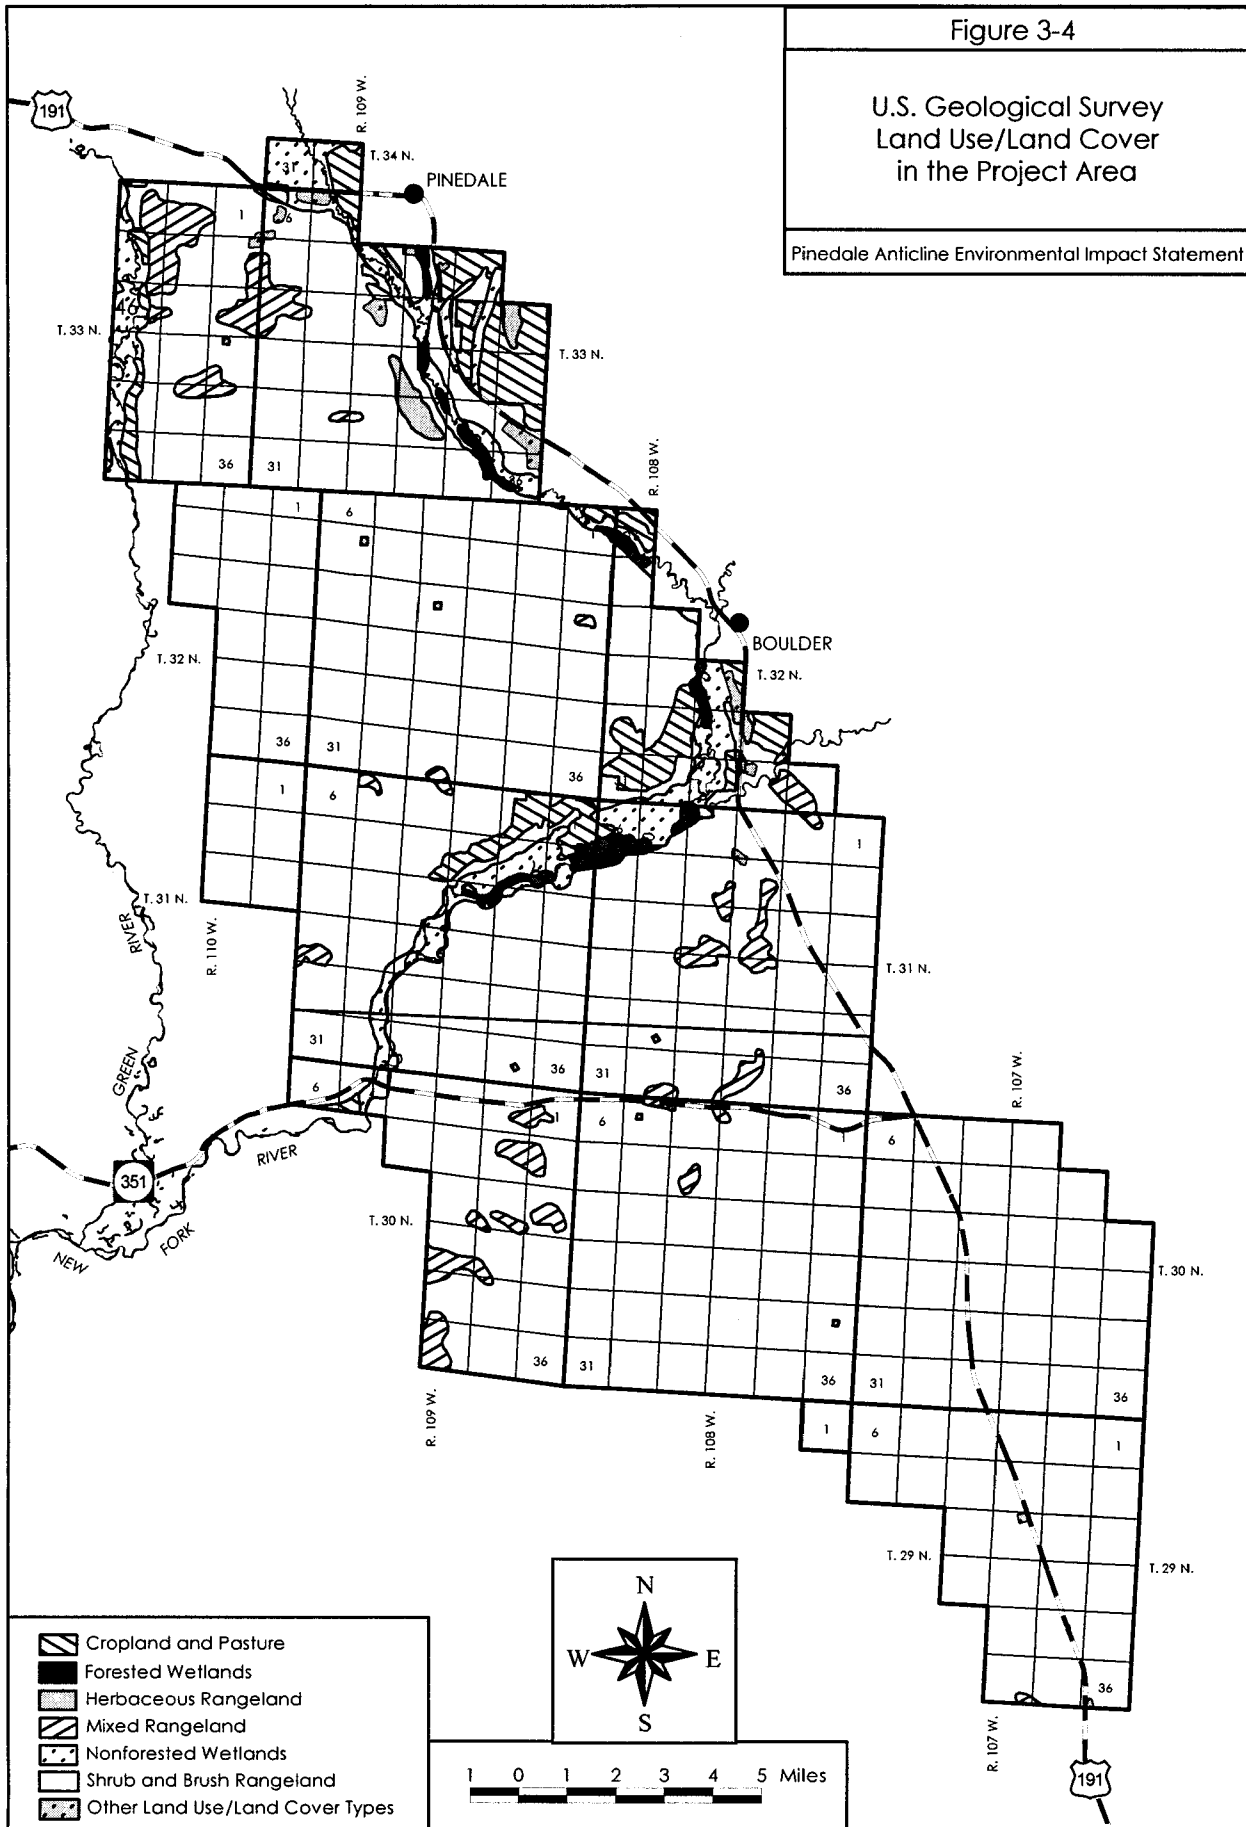 Figure 3-4
U.S. Geological Survey
Land Use/Land Cover
in the Project Area
Pinedale Anticline Environmental Impact Statement
191
R. 109 W.
T. 34 N.
31
PINEDALE
1
6
T. 33 N.
T. 33 N.
36
31
36
R. 108 W.
1
6
1
BOULDER
T. 32 N.
T. 32 N.
36
31
36
1
6
1
T. 31 N.
R. 110 W.
RIVER
T. 31 N.
GREEN
31
36
31
36
R. 107 W.
6
1
6
1
6
RIVER
351
FORK
NEW
T. 30 N.
T. 30 N.
36
31
36
31
36
R. 109 W.
R. 108 W.
1
6
1
T. 29 N.
T. 29 N.
36
R. 107 W.
191
N
W
E
S
Cropland and Pasture
Forested Wetlands
Herbaceous Rangeland
Mixed Rangeland
Nonforested Wetlands
Shrub and Brush Rangeland
Other Land Use/Land Cover Types
1 0 1 2 3 4 5 Miles